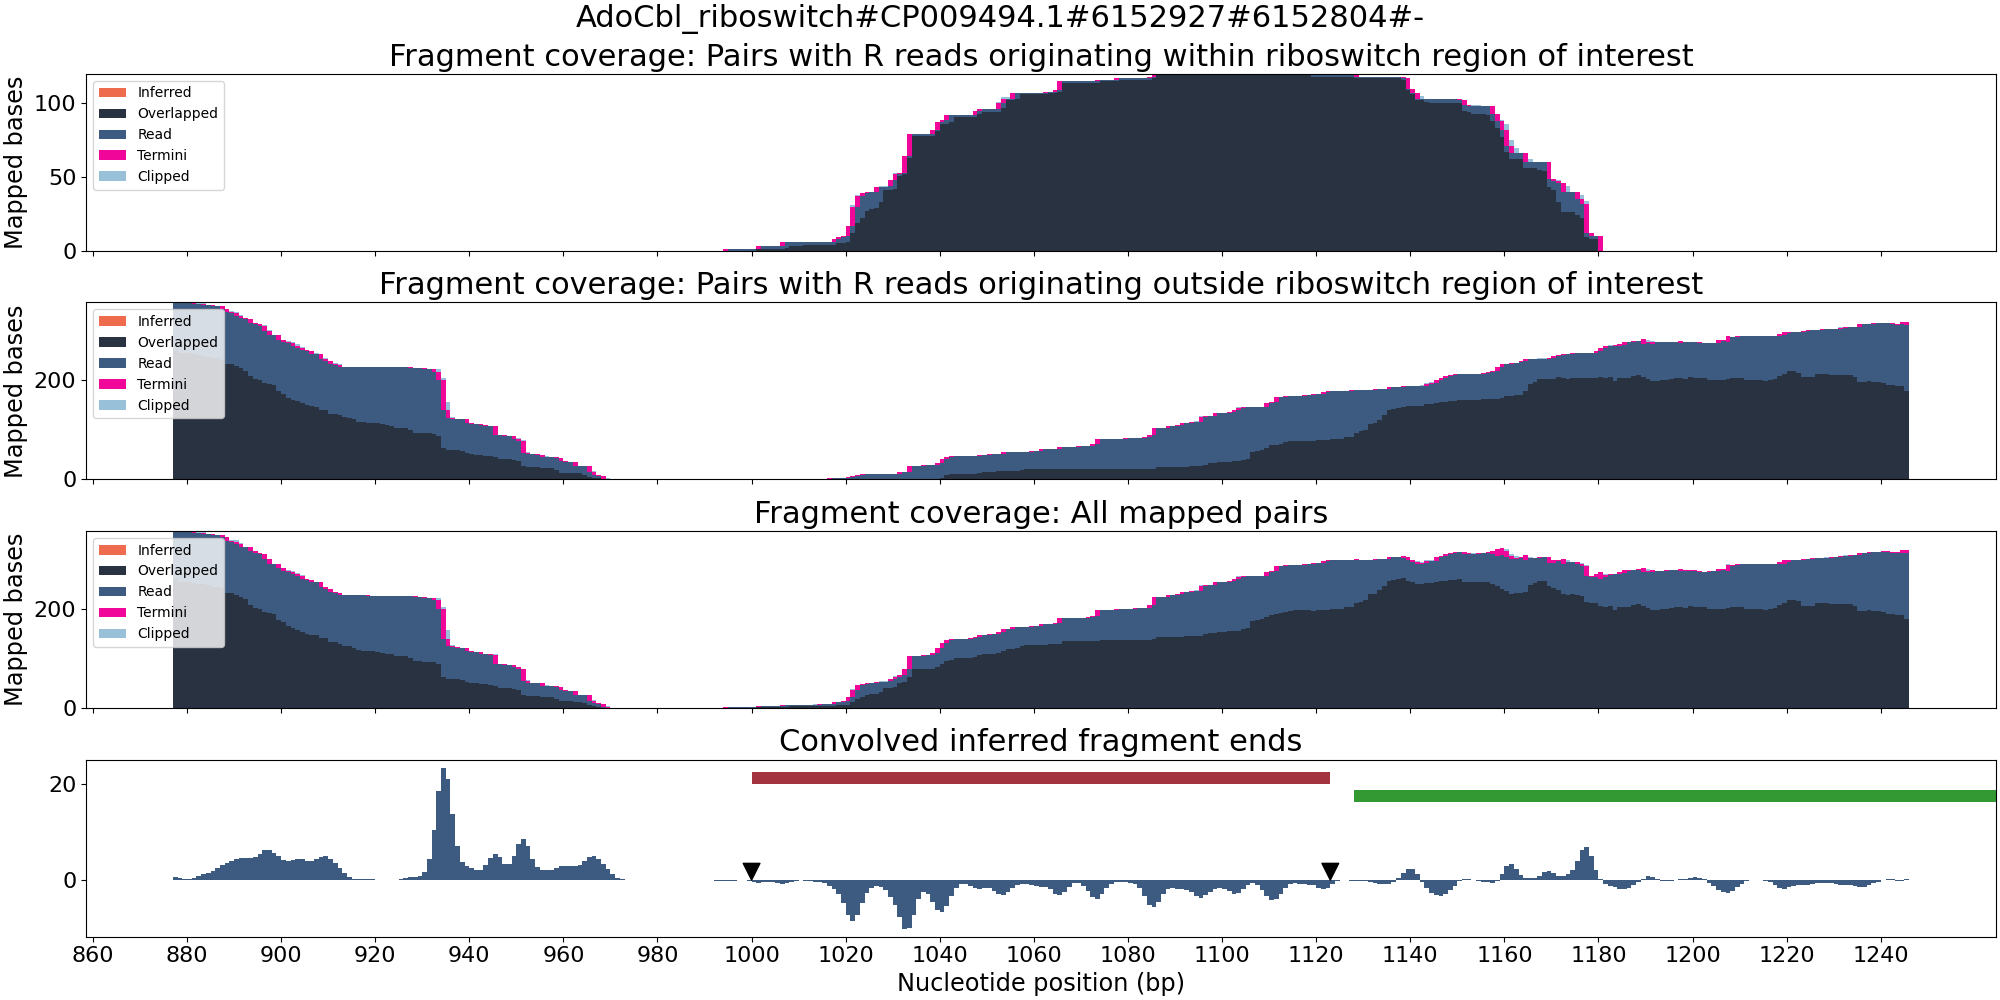 AdoCbl_riboswitch#CP009494.1#6152927#6152804#-
Fragment coverage: Pairs with R reads originating within riboswitch region of interest
Mapped bases
100
50
0
Inferred
Overlapped
Read
Termini
Clipped
Fragment coverage: Pairs with R reads originating outside riboswitch region of interest
Mapped bases
200
0
Inferred
Overlapped
Read
Termini
Clipped
Fragment coverage: All mapped pairs
Mapped bases
200
0
Inferred
Overlapped
Read
Termini
Clipped
Convolved inferred fragment ends
20
0
860 880 900 920 940 960 980 1000 1020 1040 1060 1080 1100 1120 1140 1160 1180 1200 1220 1240
Nucleotide position (bp)